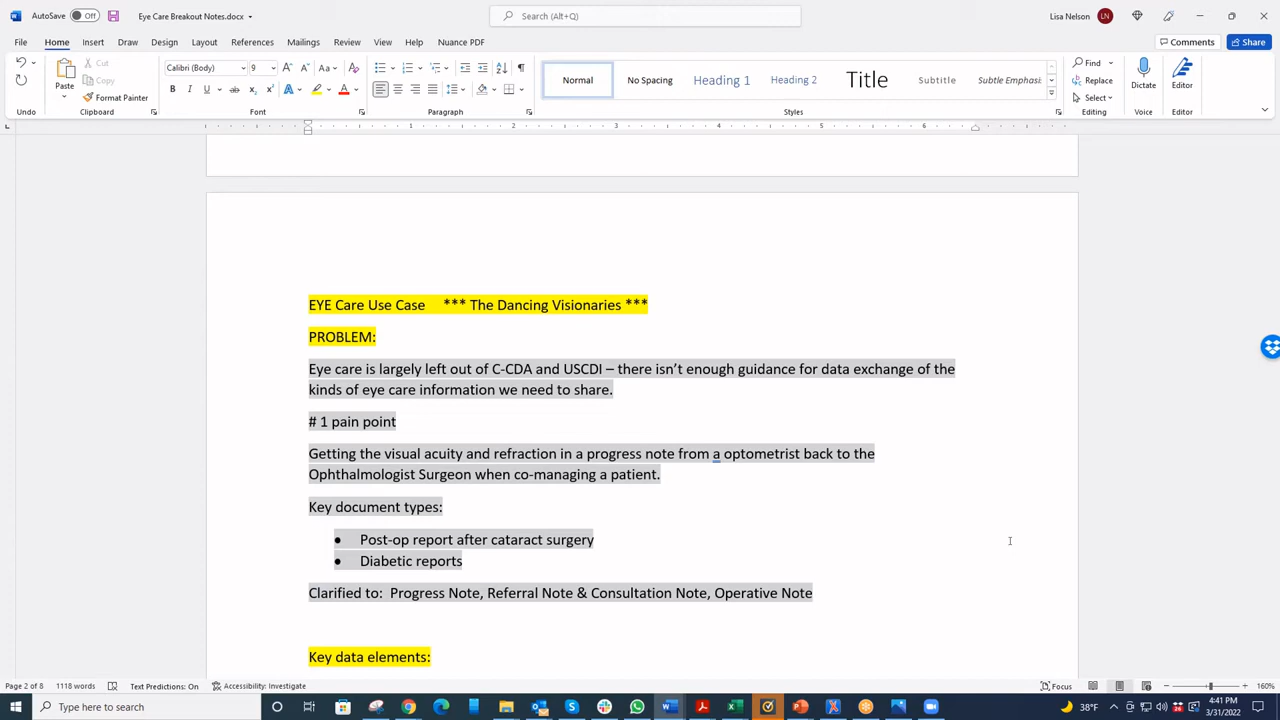 AutoSave Off Eye Care Breakout Notes.docx Search (Alt+Q) Lisa Nelson LN
File Home Insert Draw Design Layout References Mailings Review View Help Nuance PDF Comments Share
Paste Cut Copy Format Painter
Calibri (Body) 9
Normal No Spacing Heading 1 Heading 2 Title Subtitle Subtle Emphasi
Find Replace Select Dictate Editor
Undo Clipboard Font Paragraph Styles Editing Voice Editor
1 2 3 4 5 6
EYE Care Use Case *** The Dancing Visionaries ***
PROBLEM:
Eye care is largely left out of C-CDA and USCDI – there isn’t enough guidance for data exchange of the
kinds of eye care information we need to share.
# 1 pain point
Getting the visual acuity and refraction in a progress note from a optometrist back to the
Ophthalmologist Surgeon when co-managing a patient.
Key document types:
• Post-op report after cataract surgery
• Diabetic reports
Clarified to: Progress Note, Referral Note & Consultation Note, Operative Note
Key data elements:
Page 2 of 8 1118 words Text Predictions: On Accessibility: Investigate Focus 160%
Type here to search 38°F 4:41 PM
3/31/2022